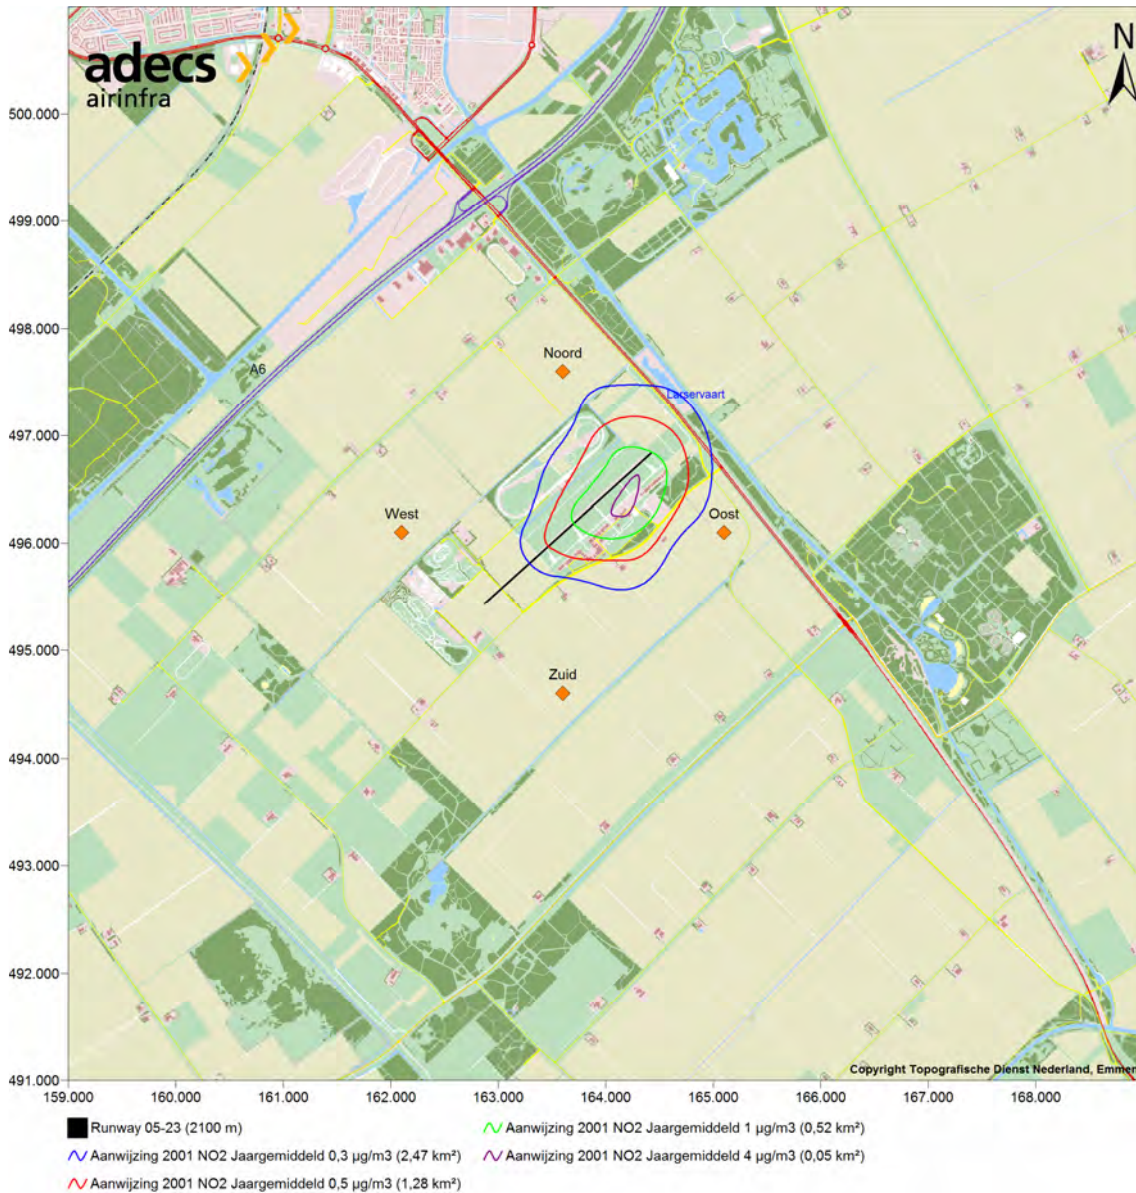 adecs
airinfra
N
500.000
499.000
498.000
497.000
496.000
495.000
494.000
493.000
492.000
491.000
A6
Noord
Larservaart
West
Oost
Zuid
Copyright Topografische Dienst Nederland, Emmen
159.000 160.000 161.000 162.000 163.000 164.000 165.000 166.000 167.000 168.000
Runway 05-23 (2100 m)
Aanwijzing 2001 NO2 Jaargemiddeld 0,3 µg/m3 (2,47 km²)
Aanwijzing 2001 NO2 Jaargemiddeld 0,5 µg/m3 (1,28 km²)
Aanwijzing 2001 NO2 Jaargemiddeld 1 µg/m3 (0,52 km²)
Aanwijzing 2001 NO2 Jaargemiddeld 4 µg/m3 (0,05 km²)